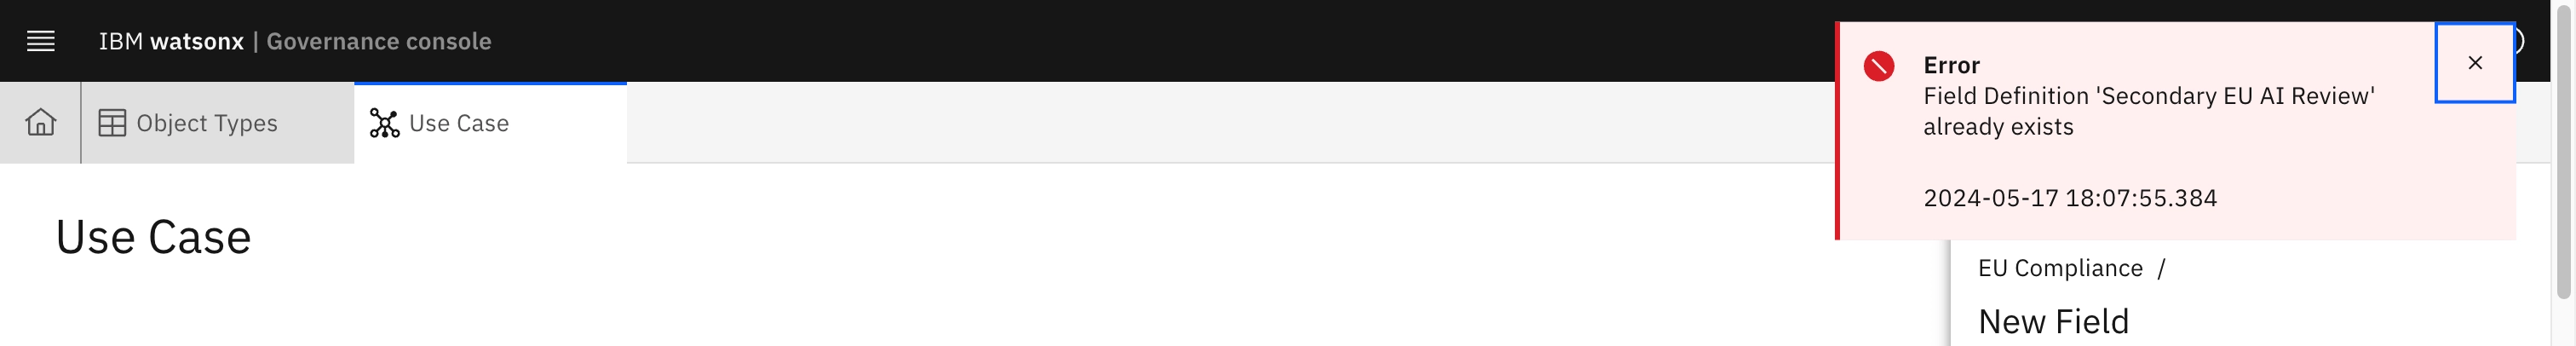 IBM watsonx | Governance console
Object Types
Use Case
Error
Field Definition 'Secondary EU AI Review'
already exists
2024-05-17 18:07:55.384
Use Case
EU Compliance /
New Field